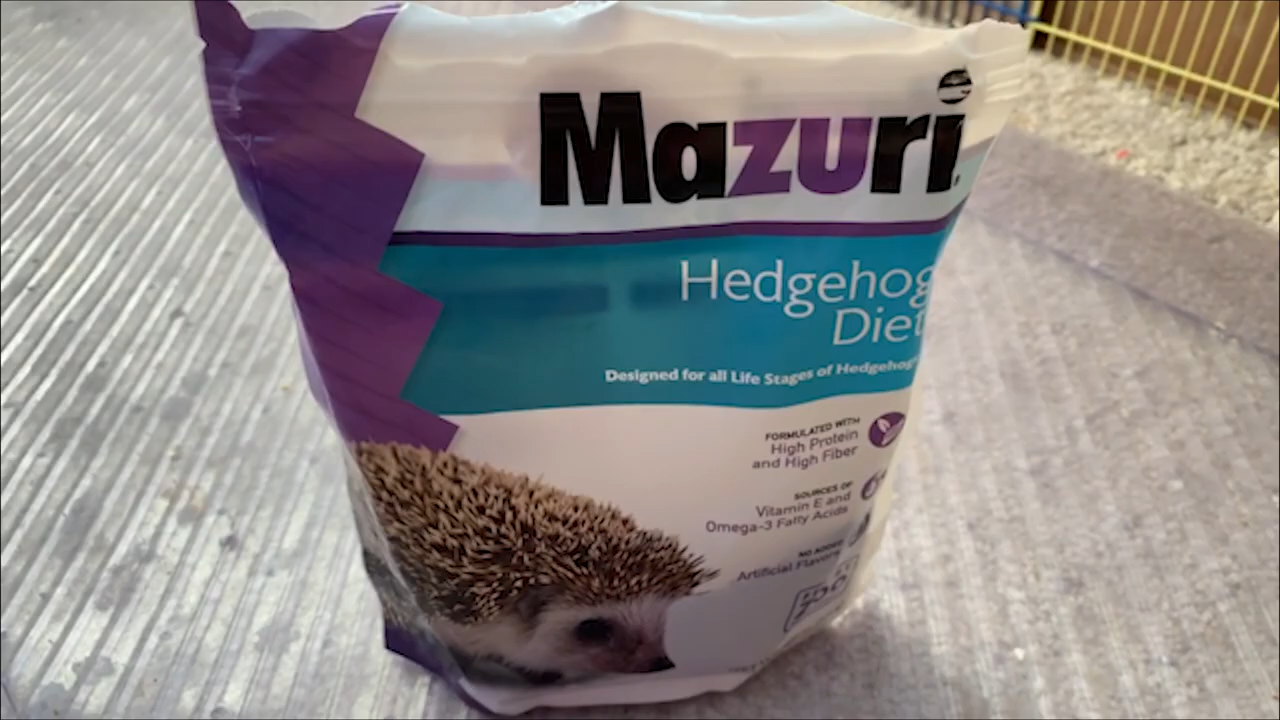 Mazuri
Hedgehog
Diet
Designed for all Life Stages of Hedgehogs
FORMULATED WITH
High Protein
and High Fiber
SOURCES OF
Vitamin E and
Omega-3 Fatty Acids
NO ADDED
Artificial Flavors